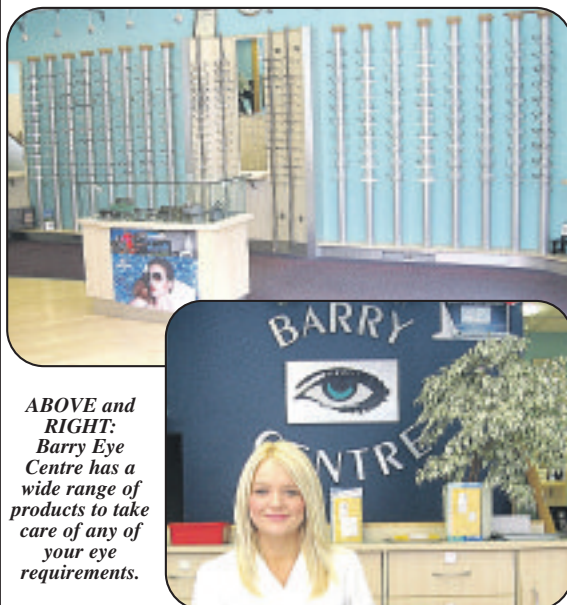 BARRY
CENTRE
ABOVE and
RIGHT:
Barry Eye
Centre has a
wide range of
products to take
care of any of
your eye
requirements.